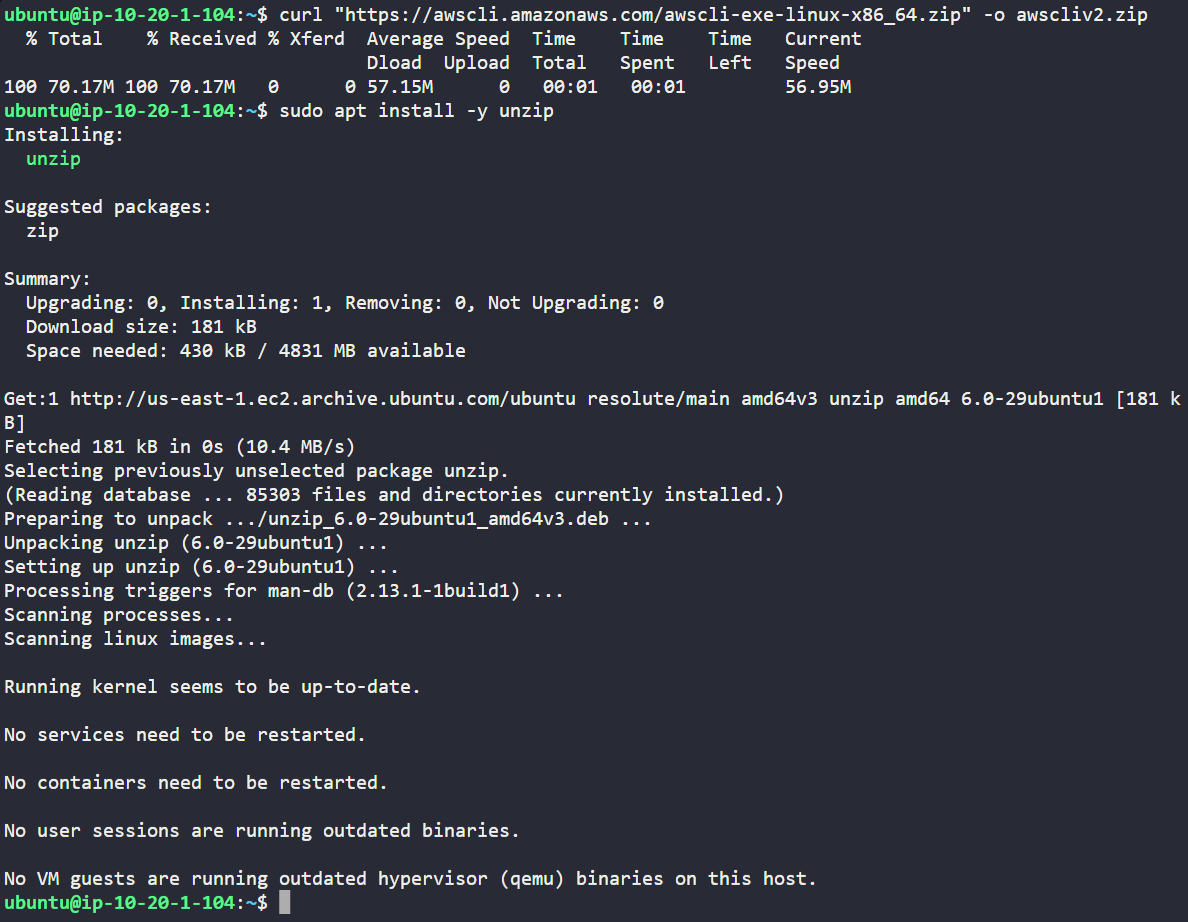 ubuntu@ip-10-20-1-104:~$ curl "https://awscli.amazonaws.com/awscli-exe-linux-x86_64.zip" -o awscliv2.zip
  % Total    % Received % Xferd  Average Speed  Time    Time    Time   Current
                                 Dload  Upload  Total   Spent   Left   Speed
100 70.17M 100 70.17M   0      0 57.15M      0   00:01   00:01         56.95M
ubuntu@ip-10-20-1-104:~$ sudo apt install -y unzip
Installing:
  unzip

Suggested packages:
  zip

Summary:
  Upgrading: 0, Installing: 1, Removing: 0, Not Upgrading: 0
  Download size: 181 kB
  Space needed: 430 kB / 4831 MB available

Get:1 http://us-east-1.ec2.archive.ubuntu.com/ubuntu resolute/main amd64v3 unzip amd64 6.0-29ubuntu1 [181 k
B]
Fetched 181 kB in 0s (10.4 MB/s)
Selecting previously unselected package unzip.
(Reading database ... 85303 files and directories currently installed.)
Preparing to unpack .../unzip_6.0-29ubuntu1_amd64v3.deb ...
Unpacking unzip (6.0-29ubuntu1) ...
Setting up unzip (6.0-29ubuntu1) ...
Processing triggers for man-db (2.13.1-1build1) ...
Scanning processes...
Scanning linux images...

Running kernel seems to be up-to-date.

No services need to be restarted.

No containers need to be restarted.

No user sessions are running outdated binaries.

No VM guests are running outdated hypervisor (qemu) binaries on this host.
ubuntu@ip-10-20-1-104:~$